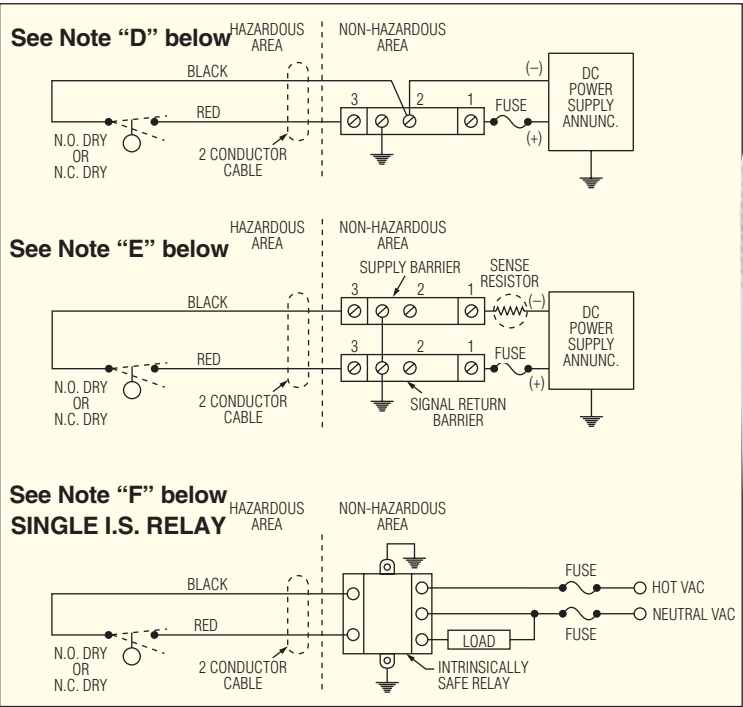 See Note “D” below
HAZARDOUS
AREA
NON-HAZARDOUS
AREA
BLACK
(–)
DC
POWER
SUPPLY
ANNUNC.
3 2 1
FUSE
RED
(+)
N.O. DRY
OR
N.C. DRY
2 CONDUCTOR
CABLE
See Note “E” below
HAZARDOUS
AREA
NON-HAZARDOUS
AREA
SUPPLY BARRIER
SENSE
RESISTOR
BLACK
3 2 1
(–)
DC
POWER
SUPPLY
ANNUNC.
3 2 1
FUSE
RED
(+)
N.O. DRY
OR
N.C. DRY
2 CONDUCTOR
CABLE
SIGNAL RETURN
BARRIER
See Note “F” below
SINGLE I.S. RELAY
HAZARDOUS
AREA
NON-HAZARDOUS
AREA
BLACK
FUSE
HOT VAC
NEUTRAL VAC
RED
FUSE
LOAD
N.O. DRY
OR
N.C. DRY
2 CONDUCTOR
CABLE
INTRINSICALLY
SAFE RELAY